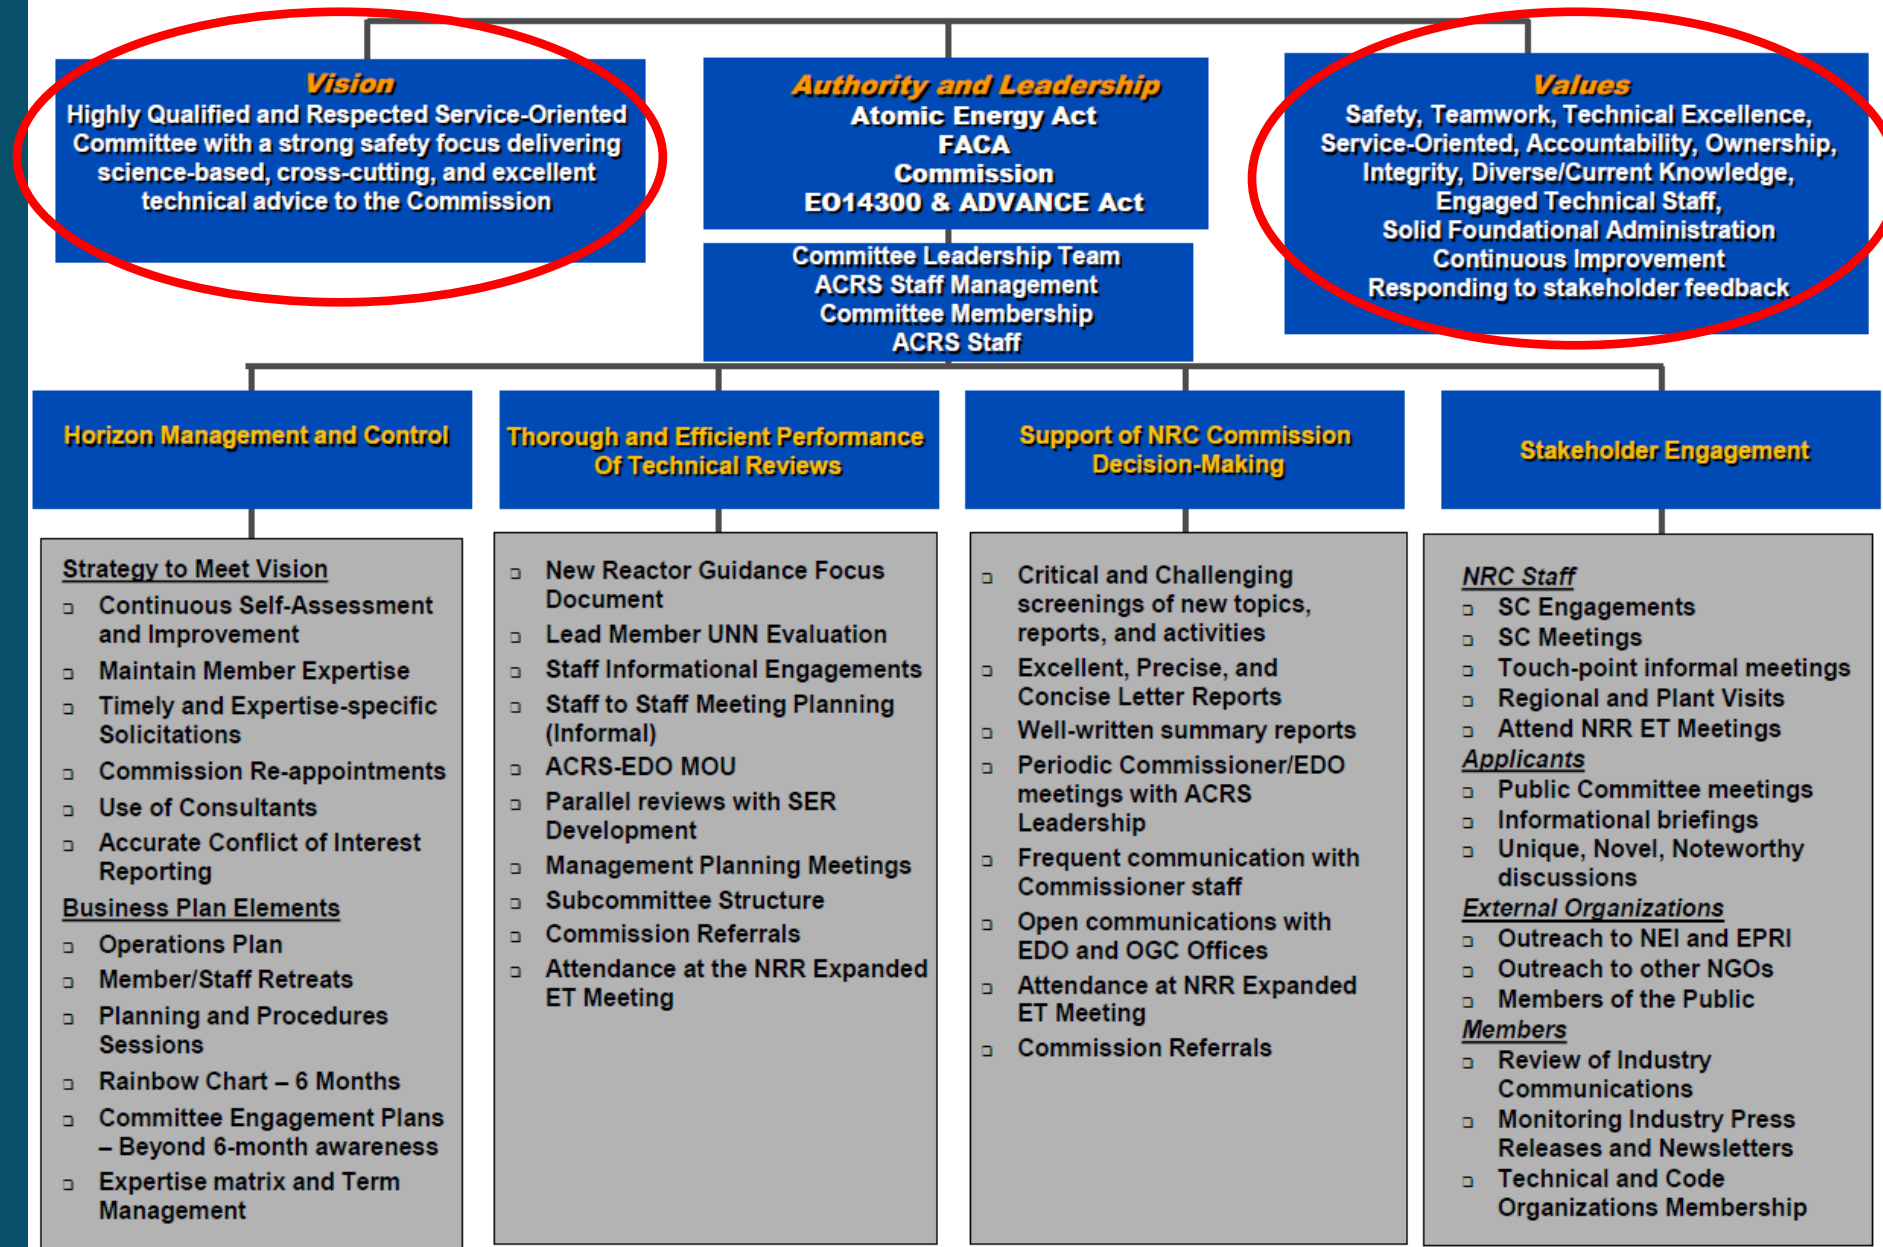 Vision
Highly Qualified and Respected Service-Oriented
Committee with a strong safety focus delivering
science-based, cross-cutting, and excellent
technical advice to the Commission
Authority and Leadership
Atomic Energy Act
FACA
Commission
EO14300 & ADVANCE Act
Values
Safety, Teamwork, Technical Excellence,
Service-Oriented, Accountability, Ownership,
Integrity, Diverse/Current Knowledge,
Engaged Technical Staff,
Solid Foundational Administration
Continuous Improvement
Responding to stakeholder feedback
Committee Leadership Team
ACRS Staff Management
Committee Membership
ACRS Staff
Horizon Management and Control
Strategy to Meet Vision
Continuous Self-Assessment
and Improvement
Maintain Member Expertise
Timely and Expertise-specific
Solicitations
Commission Re-appointments
Use of Consultants
Accurate Conflict of Interest
Reporting
Business Plan Elements
Operations Plan
Member/Staff Retreats
Planning and Procedures
Sessions
Rainbow Chart – 6 Months
Committee Engagement Plans
– Beyond 6-month awareness
Expertise matrix and Term
Management
Thorough and Efficient Performance
Of Technical Reviews
New Reactor Guidance Focus
Document
Lead Member UNN Evaluation
Staff Informational Engagements
Staff to Staff Meeting Planning
(Informal)
ACRS-EDO MOU
Parallel reviews with SER
Development
Management Planning Meetings
Subcommittee Structure
Commission Referrals
Attendance at the NRR Expanded
ET Meeting
Support of NRC Commission
Decision-Making
Critical and Challenging
screenings of new topics,
reports, and activities
Excellent, Precise, and
Concise Letter Reports
Well-written summary reports
Periodic Commissioner/EDO
meetings with ACRS
Leadership
Frequent communication with
Commissioner staff
Open communications with
EDO and OGC Offices
Attendance at NRR Expanded
ET Meeting
Commission Referrals
Stakeholder Engagement
NRC Staff
SC Engagements
SC Meetings
Touch-point informal meetings
Regional and Plant Visits
Attend NRR ET Meetings
Applicants
Public Committee meetings
Informational briefings
Unique, Novel, Noteworthy
discussions
External Organizations
Outreach to NEI and EPRI
Outreach to other NGOs
Members of the Public
Members
Review of Industry
Communications
Monitoring Industry Press
Releases and Newsletters
Technical and Code
Organizations Membership